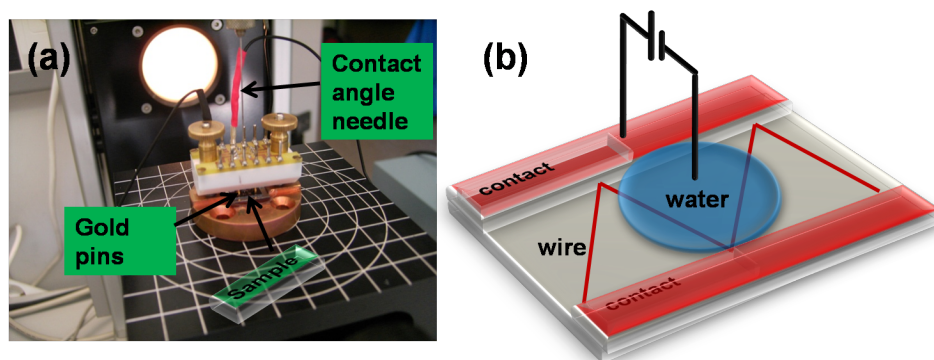 (a)
Contact
angle
needle
Gold
pins
Sample
(b)
contact
water
wire
contact